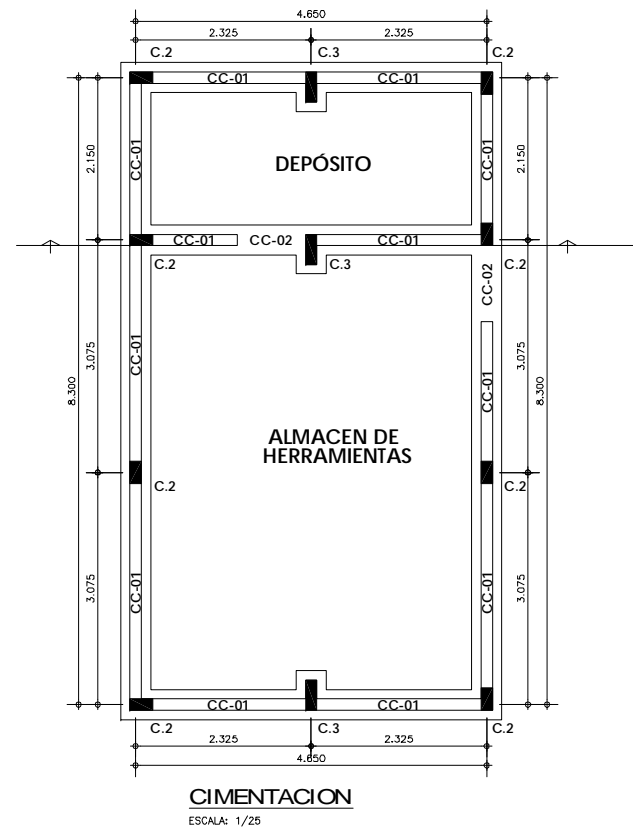 4.650
2.325 2.325
C.2 C.3 C.2
CC-01 CC-01
2.150 CC-01 DEPÓSITO CC-01 2.150
CC-01 CC-02 CC-01
C.2 C.3 C.2
CC-02
8.300 3.075 CC-01 CC-01 3.075 8.300
ALMACEN DE
HERRAMIENTAS
C.2 C.2
3.075 CC-01 CC-01 3.075
CC-01 CC-01
C.2 C.3 C.2
2.325 2.325
4.650
CIMENTACION
ESCALA: 1/25